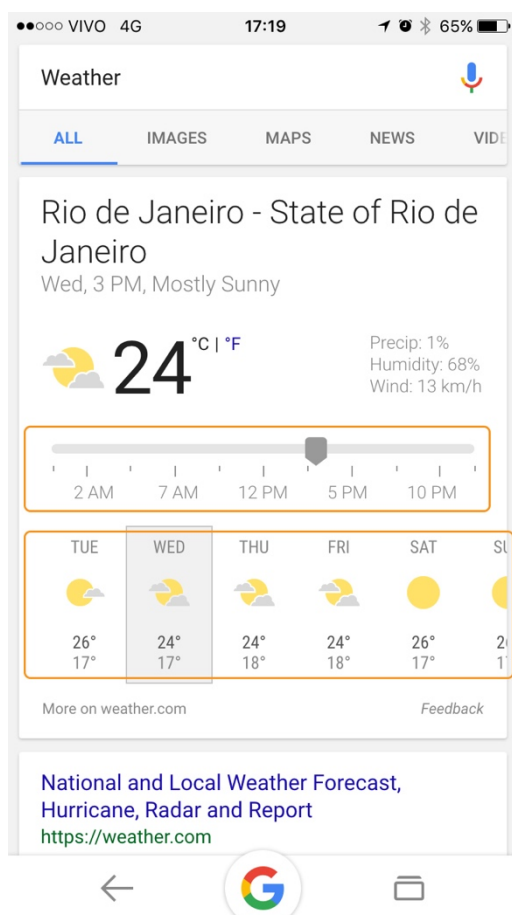 VIVO 4G 17:19 65%
Weather
ALL IMAGES MAPS NEWS VIDE
Rio de Janeiro - State of Rio de
Janeiro
Wed, 3 PM, Mostly Sunny
24 °C | °F
Precip: 1%
Humidity: 68%
Wind: 13 km/h
2 AM 7 AM 12 PM 5 PM 10 PM
TUE WED THU FRI SAT
26° 24° 24° 24° 26°
17° 17° 18° 18° 17°
More on weather.com Feedback
National and Local Weather Forecast,
Hurricane, Radar and Report
https://weather.com
G